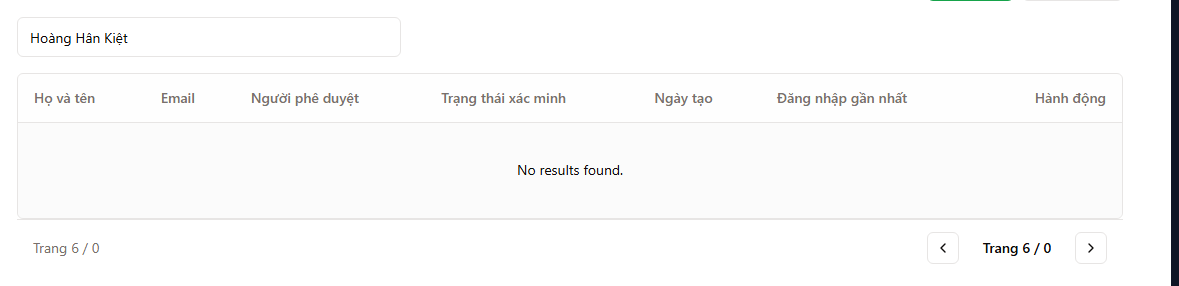 Hoàng Hân Kiệt
Họ và tên Email Người phê duyệt Trạng thái xác minh Ngày tạo Đăng nhập gần nhất Hành động
No results found.
Trang 6 / 0 Trang 6 / 0